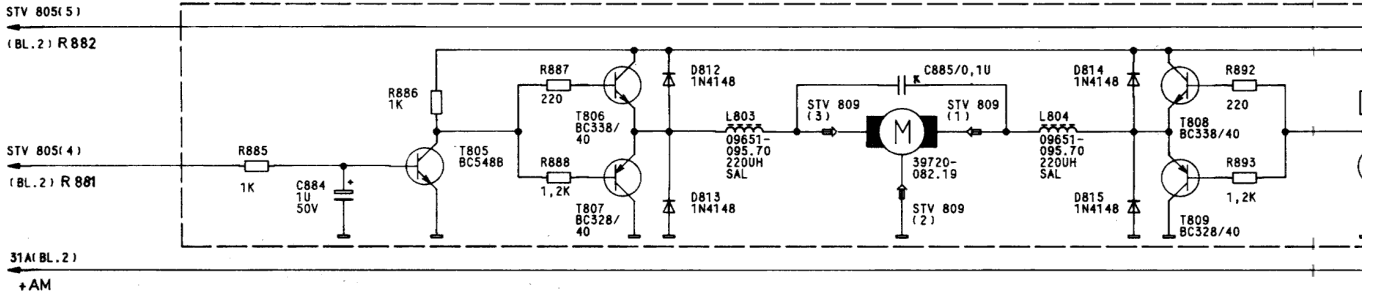 STV 805(5)
(BL.2) R882
R887
220
D812
1N4148
C885/0,1U
D814
1N4148
R892
220
R886
1K
T806
BC338/
40
L803
09651-
095.70
220UH
SAL
STV 809
(3)
M
STV 809
(1)
L804
09651-
095.70
220UH
SAL
T808
BC338/40
STV 805(4)
(BL.2) R881
R885
1K
C884
1U
50V
+
T805
BC548B
R888
1,2K
T807
BC328/
40
D813
1N4148
39720-
082.19
STV 809
(2)
D815
1N4148
R893
1,2K
T809
BC328/40
31A(BL.2)
+AM